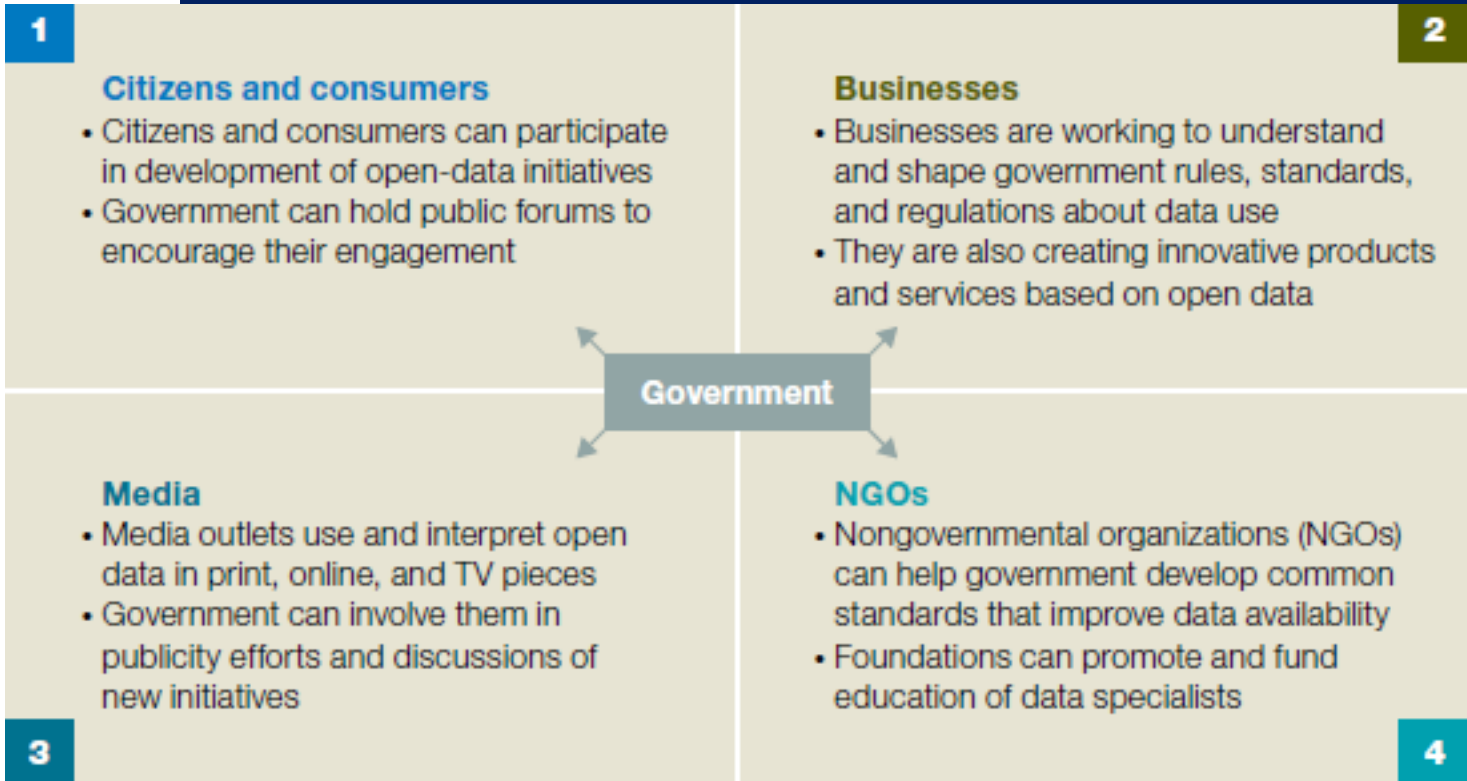 1
Citizens and consumers
• Citizens and consumers can participate
in development of open-data initiatives
• Government can hold public forums to
encourage their engagement
2
Businesses
• Businesses are working to understand
and shape government rules, standards,
and regulations about data use
• They are also creating innovative products
and services based on open data
Government
Media
• Media outlets use and interpret open
data in print, online, and TV pieces
• Government can involve them in
publicity efforts and discussions of
new initiatives
3
NGOs
• Nongovernmental organizations (NGOs)
can help government develop common
standards that improve data availability
• Foundations can promote and fund
education of data specialists
4